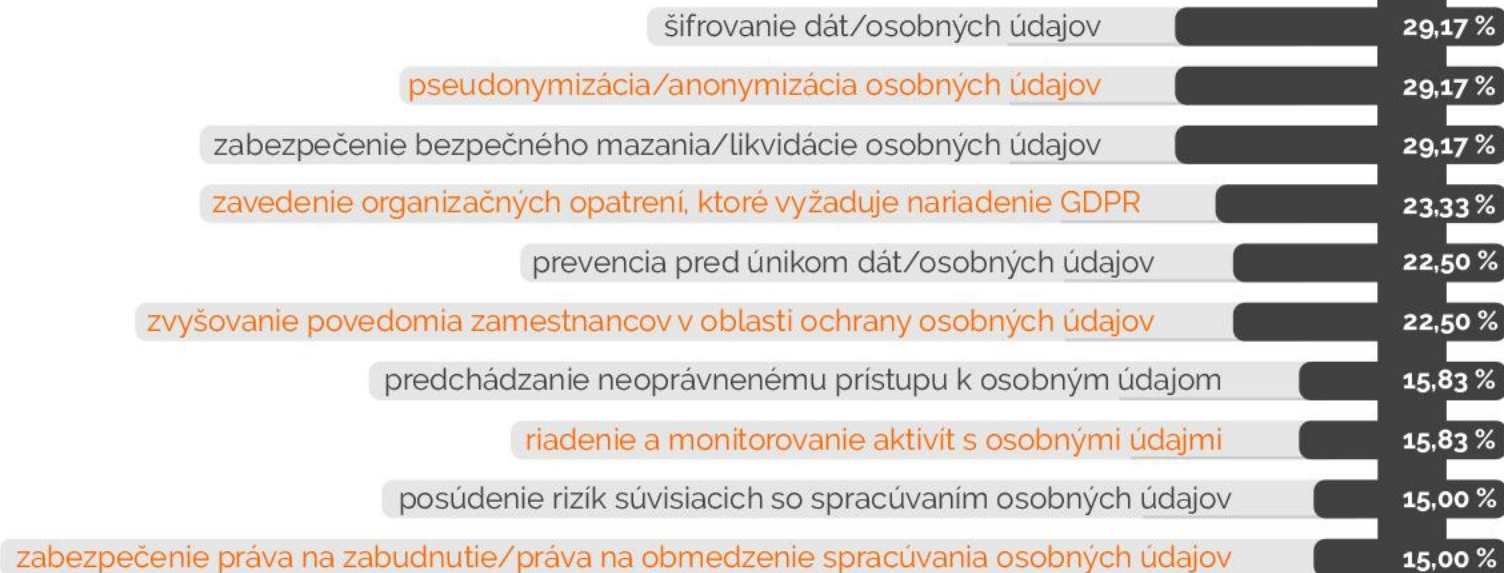 šifrovanie dát/osobných údajov 29,17 %
pseudonymizácia/anonymizácia osobných údajov 29,17 %
zabezpečenie bezpečného mazania/likvidácie osobných údajov 29,17 %
zavedenie organizačných opatrení, ktoré vyžaduje nariadenie GDPR 23,33 %
prevencia pred únikom dát/osobných údajov 22,50 %
zvyšovanie povedomia zamestnancov v oblasti ochrany osobných údajov 22,50 %
predchádzanie neoprávnenému prístupu k osobným údajom 15,83 %
riadenie a monitorovanie aktivít s osobnými údajmi 15,83 %
posúdenie rizík súvisiacich so spracúvaním osobných údajov 15,00 %
zabezpečenie práva na zabudnutie/práva na obmedzenie spracúvania osobných údajov 15,00 %